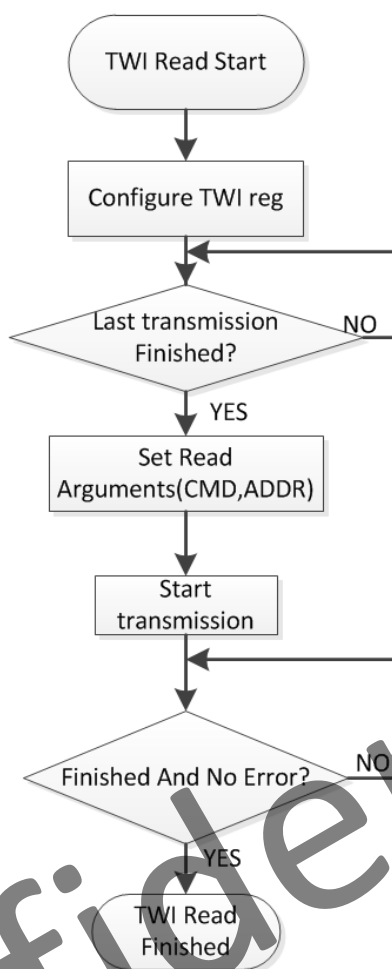 TWI Read Start
Configure TWI reg
Last transmission
Finished?
NO
YES
Set Read
Arguments(CMD,ADDR)
Start
transmission
Finished And No Error?
NO
YES
TWI Read
Finished